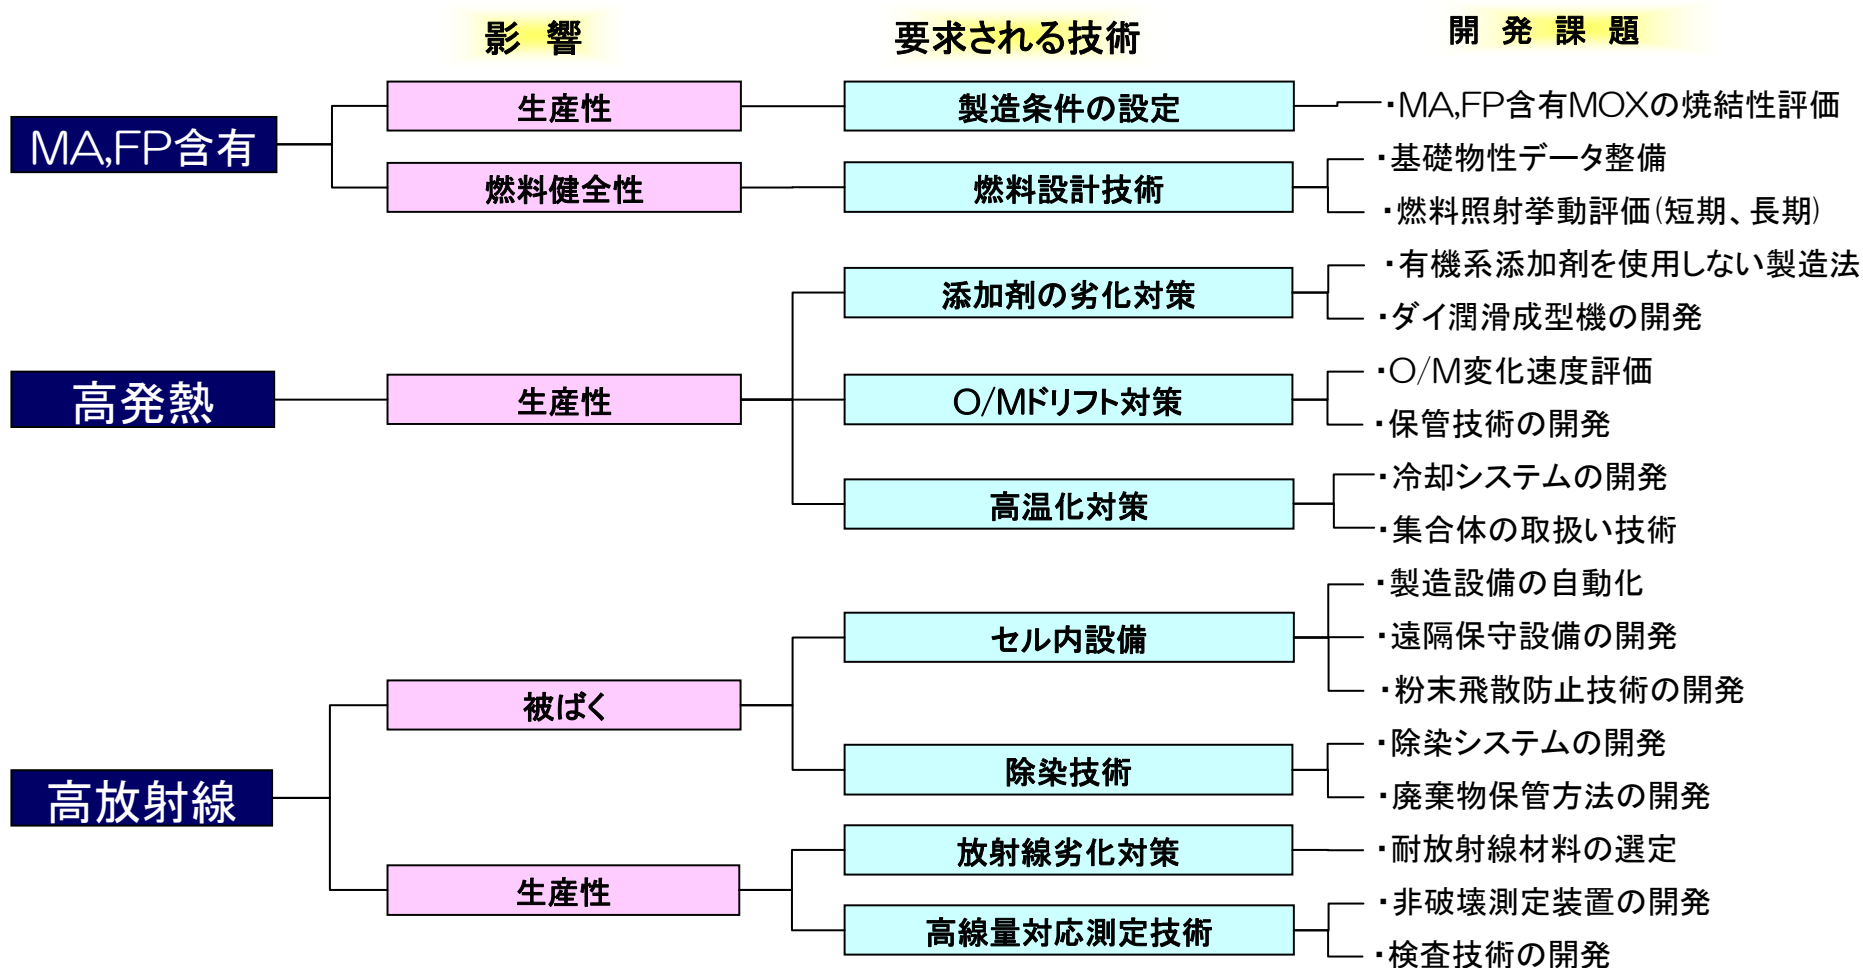 影 響
要求される技術
開 発 課 題
MA,FP含有
生産性
製造条件の設定
・MA,FP含有MOXの焼結性評価
燃料健全性
燃料設計技術
・基礎物性データ整備
・燃料照射挙動評価(短期、長期)
高発熱
生産性
添加剤の劣化対策
・有機系添加剤を使用しない製造法
・ダイ潤滑成型機の開発
O/Mドリフト対策
・O/M変化速度評価
・保管技術の開発
高温化対策
・冷却システムの開発
・集合体の取扱い技術
高放射線
被ばく
セル内設備
・製造設備の自動化
・遠隔保守設備の開発
・粉末飛散防止技術の開発
除染技術
・除染システムの開発
・廃棄物保管方法の開発
生産性
放射線劣化対策
・耐放射線材料の選定
高線量対応測定技術
・非破壊測定装置の開発
・検査技術の開発